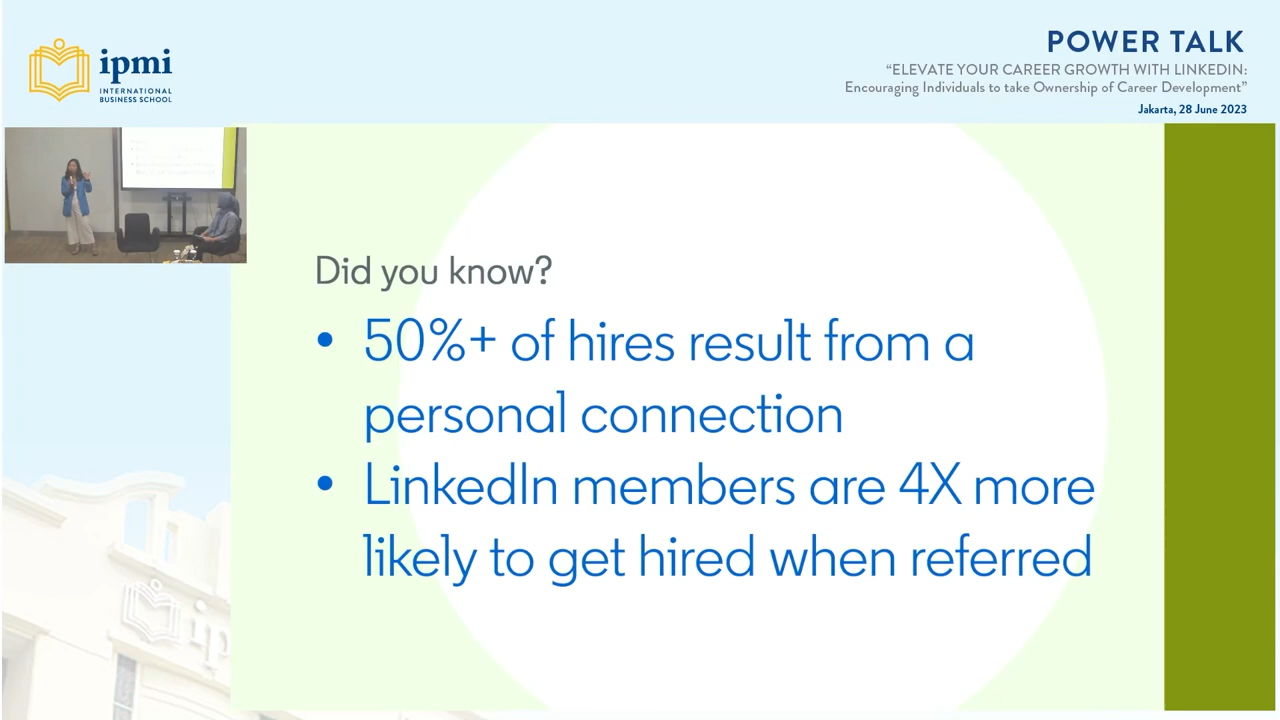 ipmi
INTERNATIONAL
BUSINESS SCHOOL
POWER TALK
“ELEVATE YOUR CAREER GROWTH WITH LINKEDIN:
Encouraging Individuals to take Ownership of Career Development”
Jakarta, 28 June 2023
Did you know?
• 50%+ of hires result from a
personal connection
• LinkedIn members are 4X more
likely to get hired when referred
ip